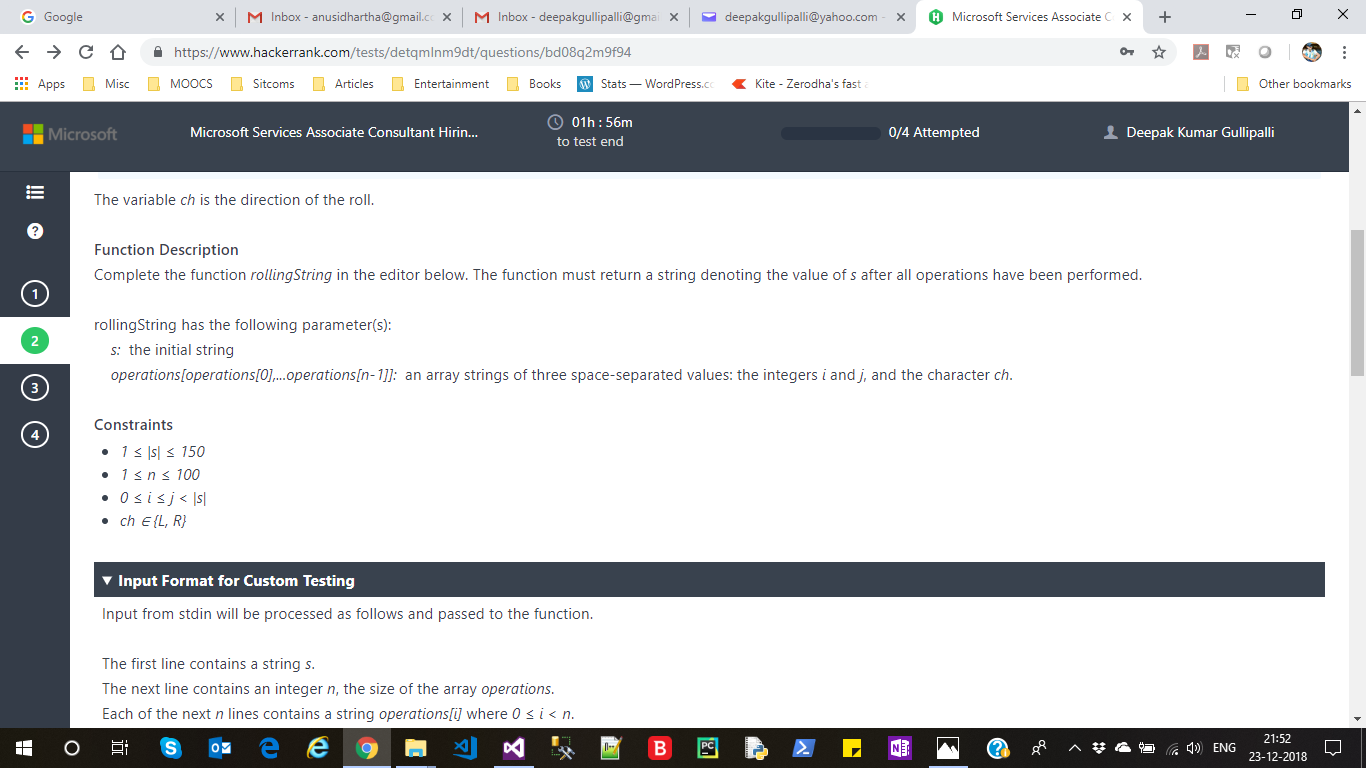 Google
Inbox - anusidhartha@gmail.c
Inbox - deepakgullipalli@gmai
deepakgullipalli@yahoo.com -
Microsoft Services Associate C
https://www.hackerrank.com/tests/detqmlnm9dt/questions/bd08q2m9f94
Apps Misc MOOCS Sitcoms Articles Entertainment Books Stats — WordPress.c Kite - Zerodha's fast Other bookmarks
Microsoft
Microsoft Services Associate Consultant Hirin...
01h : 56m
to test end
0/4 Attempted
Deepak Kumar Gullipalli
?
1
2
3
4
The variable ch is the direction of the roll.
Function Description
Complete the function rollingString in the editor below. The function must return a string denoting the value of s after all operations have been performed.
rollingString has the following parameter(s):
s: the initial string
operations[operations[0],...operations[n-1]]: an array strings of three space-separated values: the integers i and j, and the character ch.
Constraints
• 1 ≤ |s| ≤ 150
• 1 ≤ n ≤ 100
• 0 ≤ i ≤ j < |s|
• ch ∈ {L, R}
▼ Input Format for Custom Testing
Input from stdin will be processed as follows and passed to the function.
The first line contains a string s.
The next line contains an integer n, the size of the array operations.
Each of the next n lines contains a string operations[i] where 0 ≤ i < n.
ENG
21:52
23-12-2018